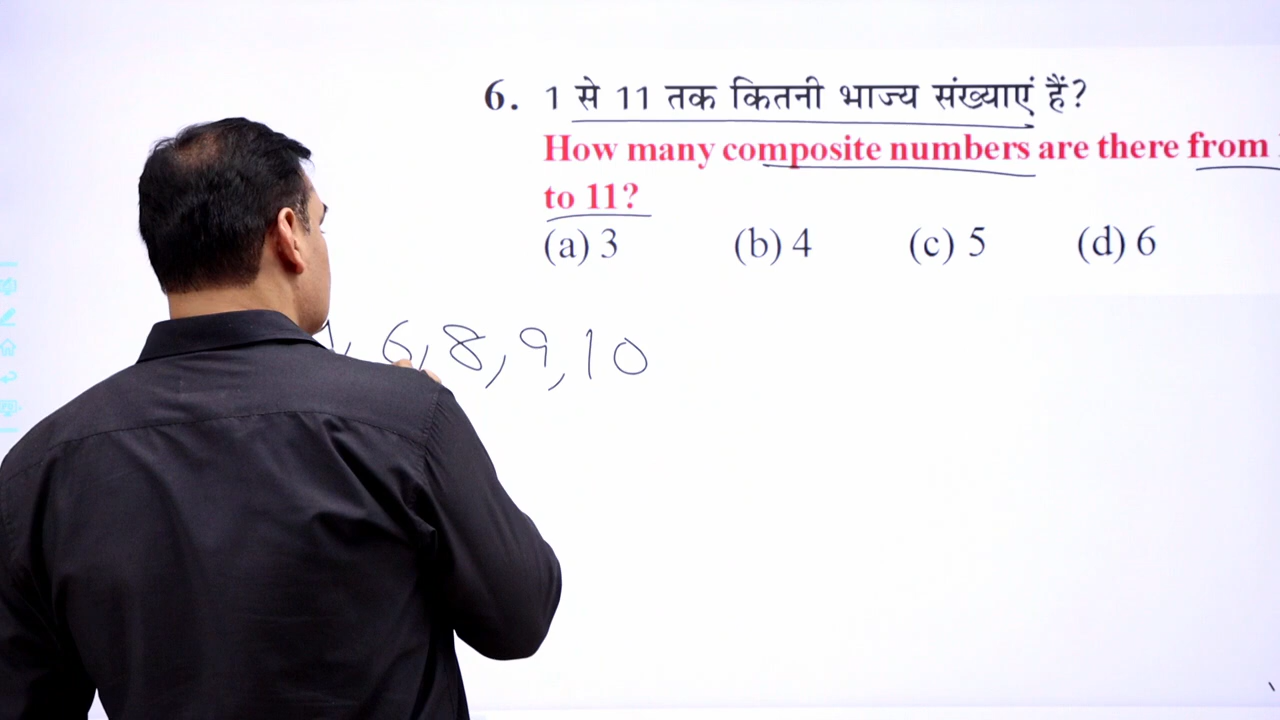 6. 1 से 11 तक कितनी भाज्य संख्याएं हैं?
How many composite numbers are there from
to 11?
(a) 3 (b) 4 (c) 5 (d) 6
, 6, 8, 9, 10